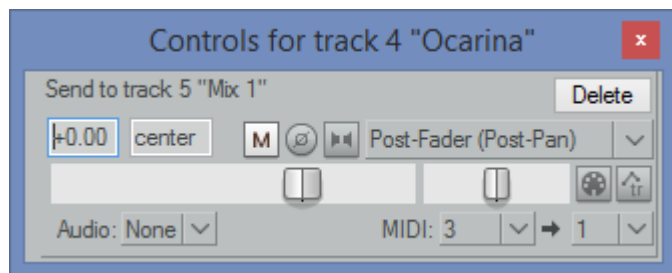 Controls for track 4 "Ocarina"
x
Send to track 5 "Mix 1"
Delete
+0.00 center M Post-Fader (Post-Pan)
tr
Audio: None MIDI: 3 → 1